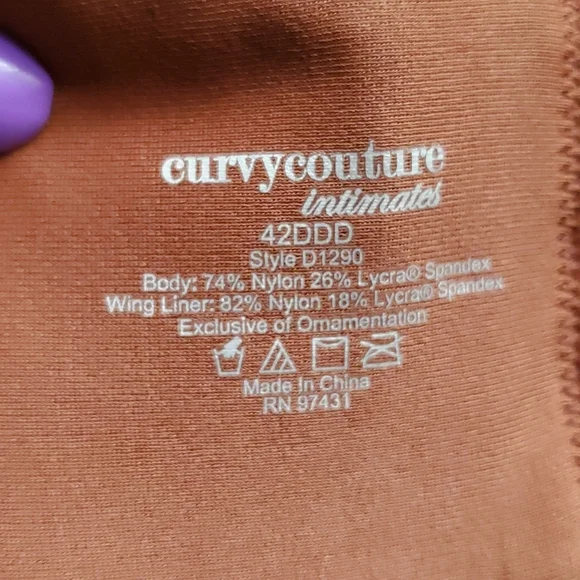 curvycouture
intimates
42DDD
Style D1290
Body: 74% Nylon 26% Lycra® Spandex
Wing Liner: 82% Nylon 18% Lycra® Spandex
Exclusive of Ornamentation
Made In China
RN 97431